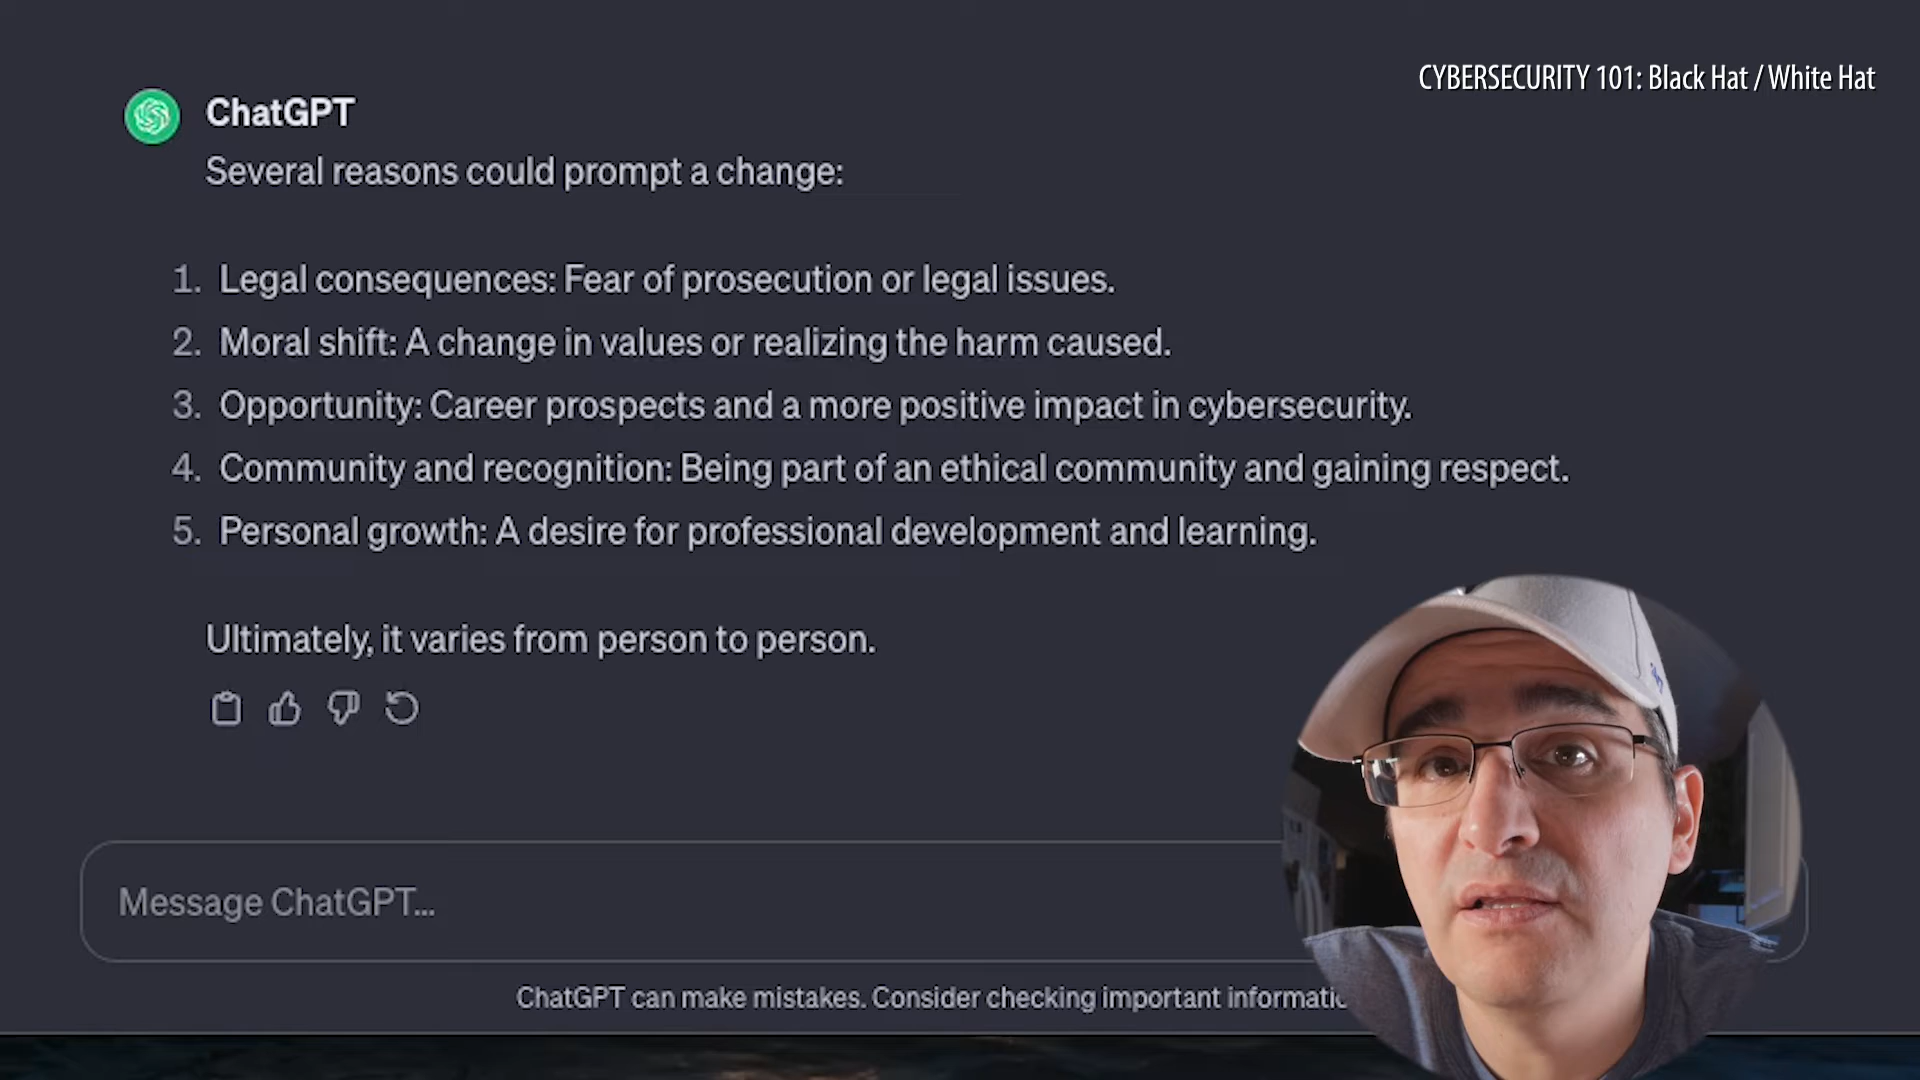 CYBERSECURITY 101: Black Hat / White Hat
ChatGPT
Several reasons could prompt a change:
1. Legal consequences: Fear of prosecution or legal issues.
2. Moral shift: A change in values or realizing the harm caused.
3. Opportunity: Career prospects and a more positive impact in cybersecurity.
4. Community and recognition: Being part of an ethical community and gaining respect.
5. Personal growth: A desire for professional development and learning.
Ultimately, it varies from person to person.
Message ChatGPT...
ChatGPT can make mistakes. Consider checking important informatio